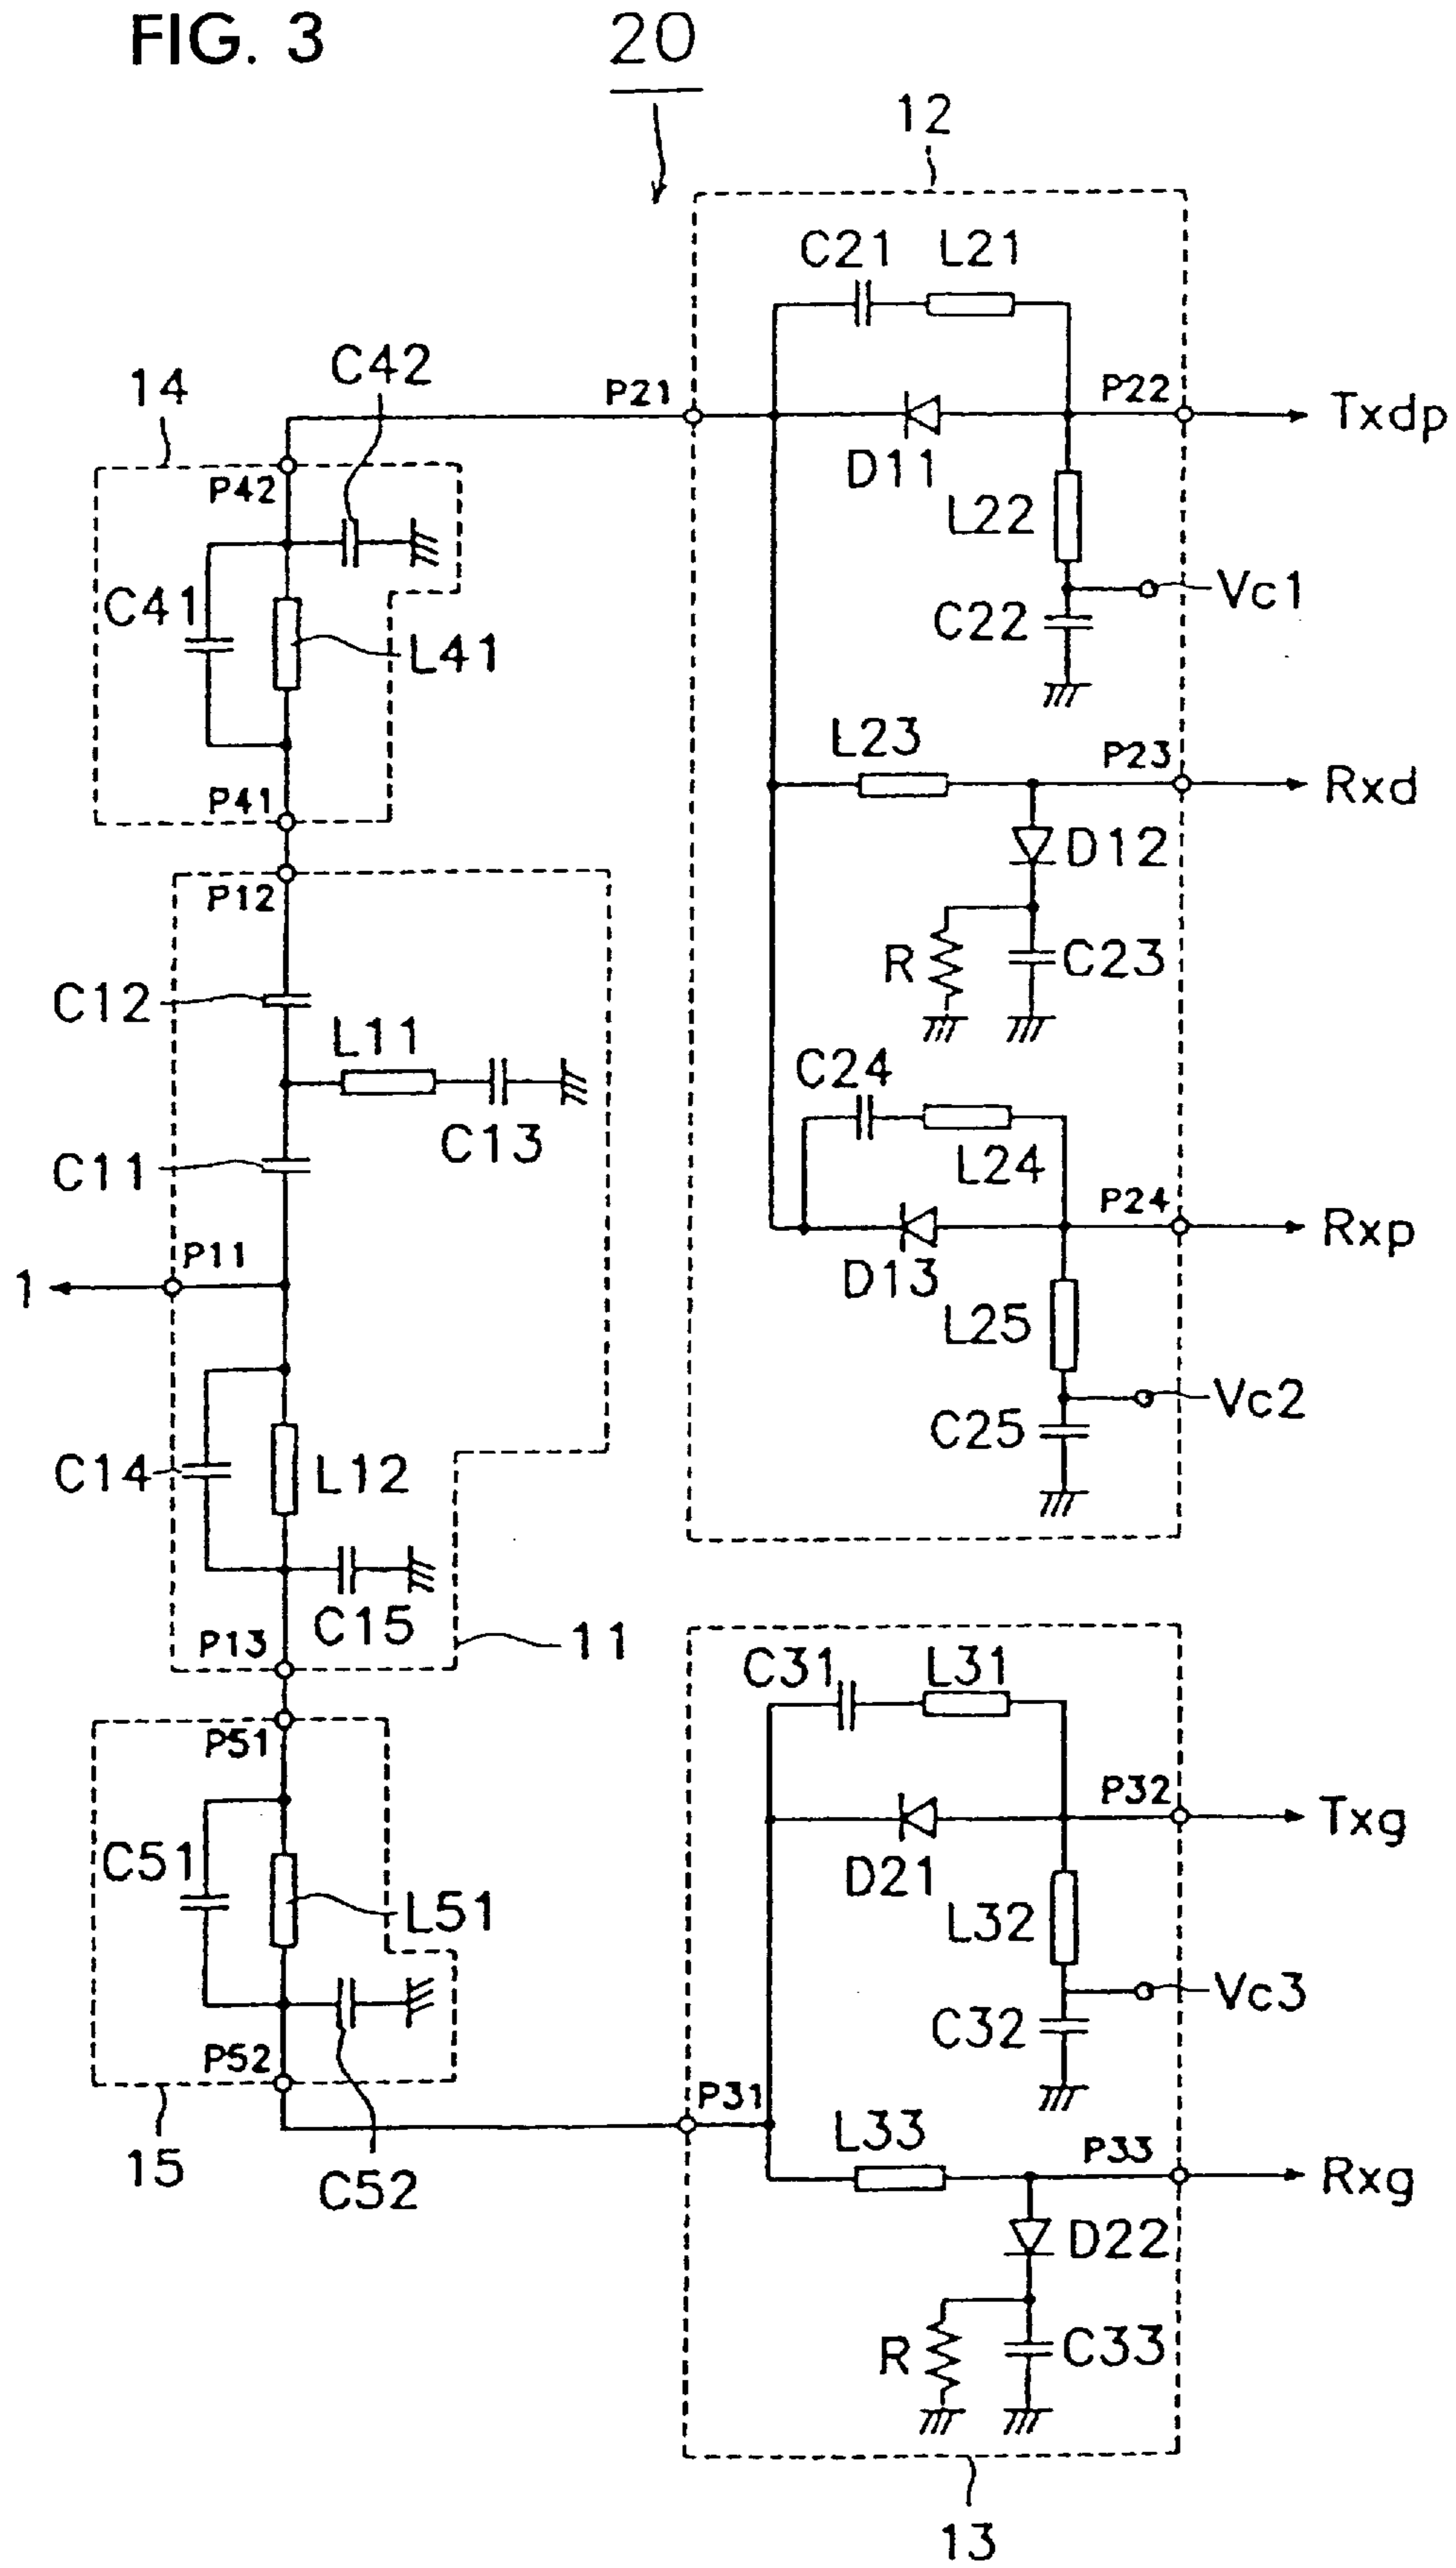 FIG. 3
20
12
C21 L21
C42
14
P21
P22
Txdp
D11
P42
L22
Vc1
C41
C22
L41
L23
P23
Rxd
P41
D12
P12
R
C23
C12
L11
C24
C13
C11
L24
P24
Rxp
P11
1
D13
L25
Vc2
C25
C14
L12
C15
P13
11
C31 L31
P51
P32
Txg
C51
D21
L51
L32
Vc3
C32
P52
P31
L33
P33
15
C52
Rxg
D22
R
C33
13